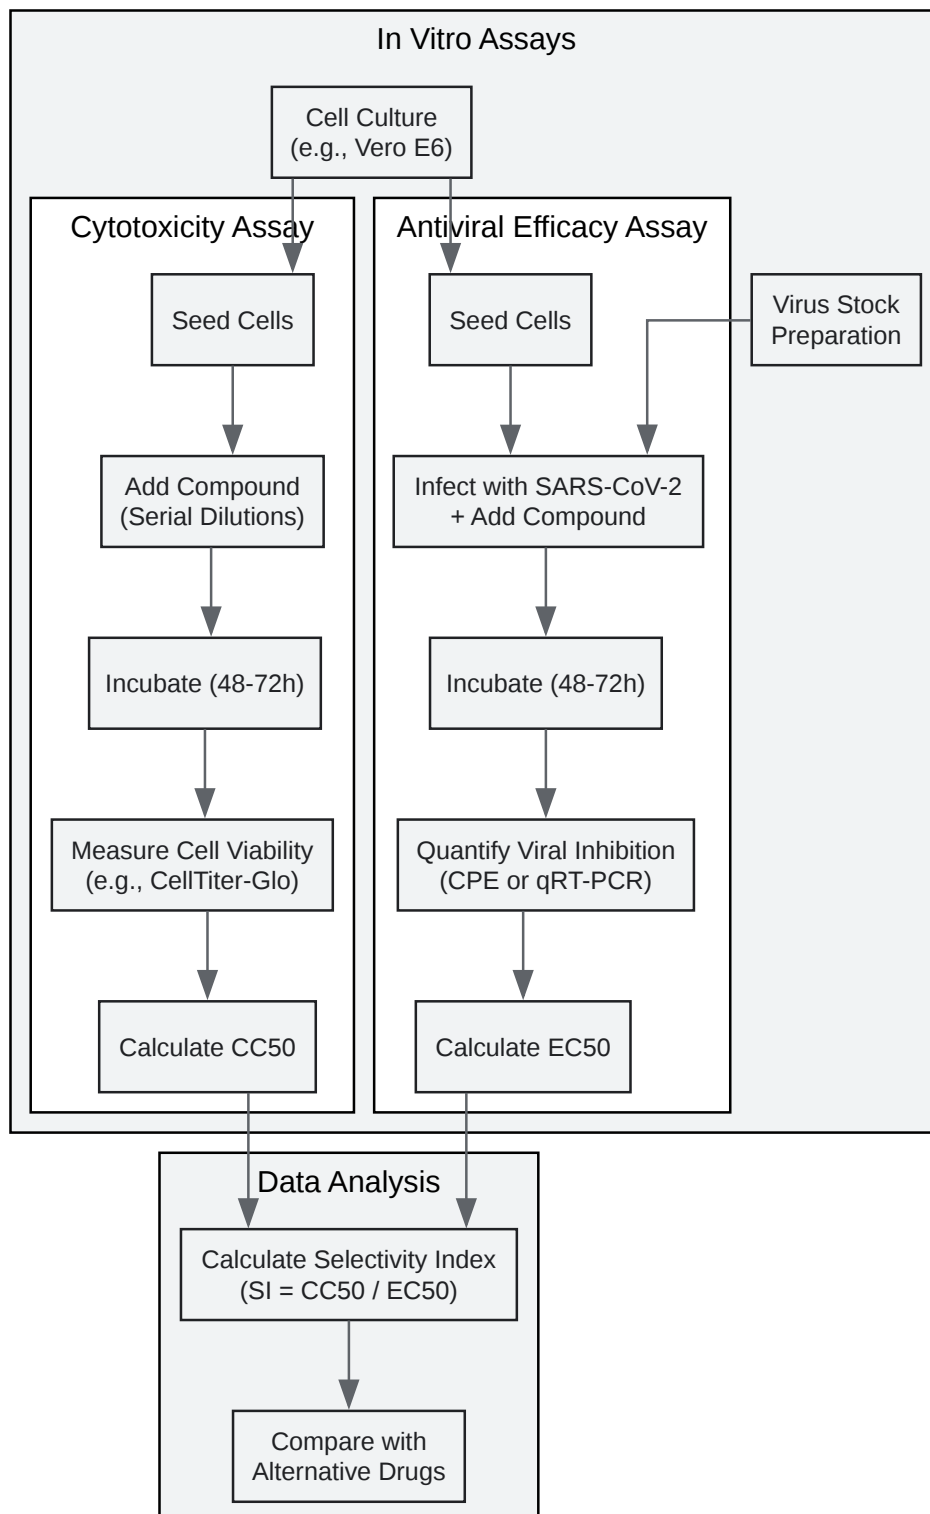 In Vitro Assays
Cell Culture
(e.g., Vero E6)
Cytotoxicity Assay
Seed Cells
Add Compound
(Serial Dilutions)
Incubate (48-72h)
Measure Cell Viability
(e.g., CellTiter-Glo)
Calculate CC50
Antiviral Efficacy Assay
Seed Cells
Virus Stock
Preparation
Infect with SARS-CoV-2
+ Add Compound
Incubate (48-72h)
Quantify Viral Inhibition
(CPE or qRT-PCR)
Calculate EC50
Data Analysis
Calculate Selectivity Index
(SI = CC50 / EC50)
Compare with
Alternative Drugs